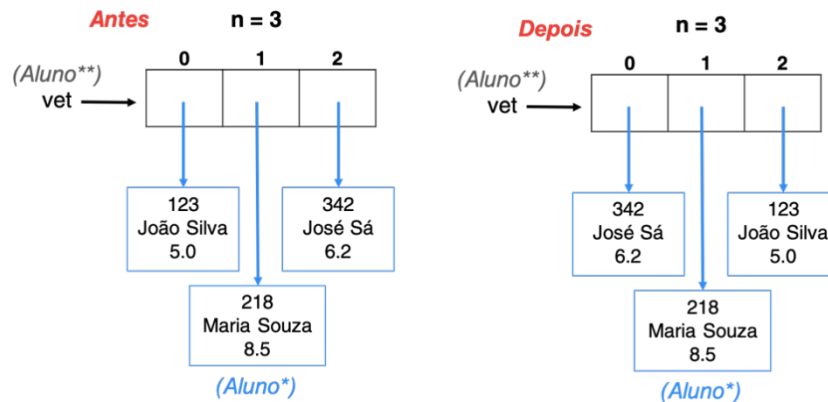 Antes n = 3
0 1 2
(Aluno**)
vet
123
João Silva
5.0
342
José Sá
6.2
218
Maria Souza
8.5
(Aluno*)
Depois n = 3
0 1 2
(Aluno**)
vet
342
José Sá
6.2
123
João Silva
5.0
218
Maria Souza
8.5
(Aluno*)